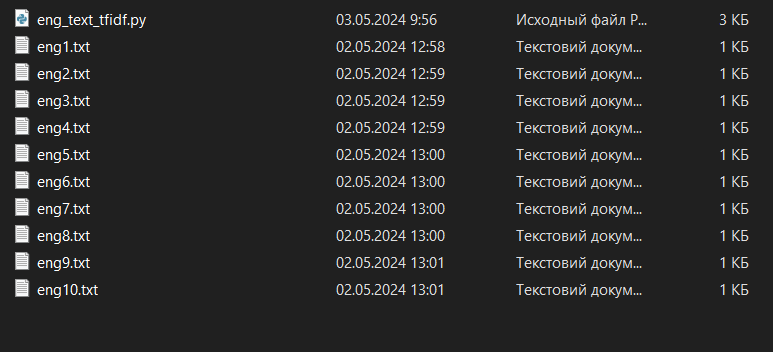 eng_text_tfidf.py 03.05.2024 9:56 Исходный файл P... 3 КБ
eng1.txt 02.05.2024 12:58 Текстовий докум... 1 КБ
eng2.txt 02.05.2024 12:59 Текстовий докум... 1 КБ
eng3.txt 02.05.2024 12:59 Текстовий докум... 1 КБ
eng4.txt 02.05.2024 12:59 Текстовий докум... 1 КБ
eng5.txt 02.05.2024 13:00 Текстовий докум... 1 КБ
eng6.txt 02.05.2024 13:00 Текстовий докум... 1 КБ
eng7.txt 02.05.2024 13:00 Текстовий докум... 1 КБ
eng8.txt 02.05.2024 13:00 Текстовий докум... 1 КБ
eng9.txt 02.05.2024 13:01 Текстовий докум... 1 КБ
eng10.txt 02.05.2024 13:01 Текстовий докум... 1 КБ